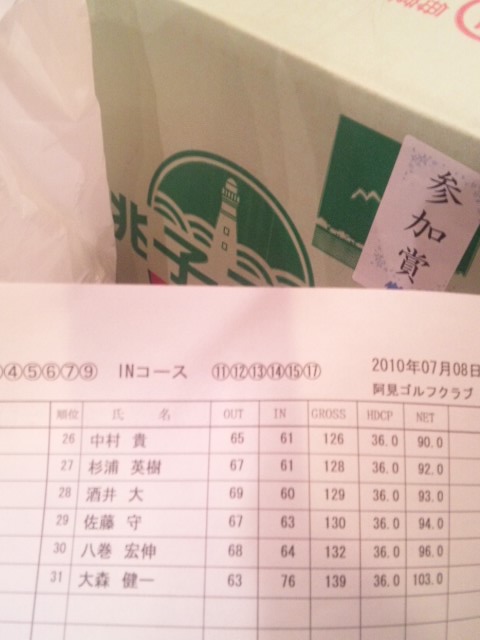 参加賞
銚子
④⑤⑥⑦⑨ INコース ⑪⑫⑬⑭⑮⑰
2010年07月08日
阿見ゴルフクラブ
順位 氏 名 OUT IN GROSS HDCP NET
26 中村 貴 65 61 126 36.0 90.0
27 杉浦 英樹 67 61 128 36.0 92.0
28 酒井 大 69 60 129 36.0 93.0
29 佐藤 守 67 63 130 36.0 94.0
30 八巻 宏伸 68 64 132 36.0 96.0
31 大森 健一 63 76 139 36.0 103.0